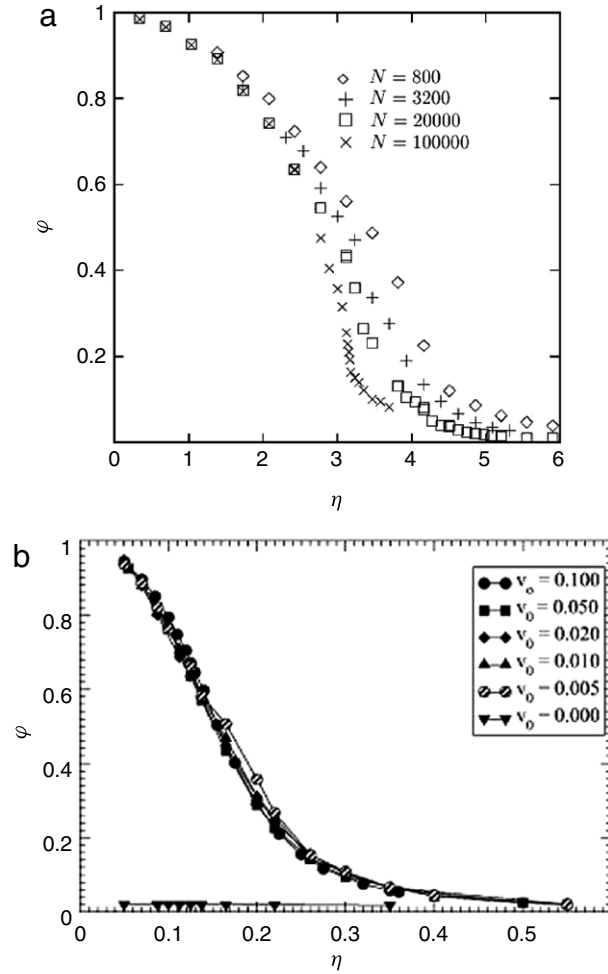 a
1
0.8
0.6
0.4
0.2
φ
0 1 2 3 4 5 6
η
N = 800
N = 3200
N = 20000
N = 100000
b
1
0.8
0.6
0.4
0.2
0
φ
0 0.1 0.2 0.3 0.4 0.5
η
v₀ = 0.100
v₀ = 0.050
v₀ = 0.020
v₀ = 0.010
v₀ = 0.005
v₀ = 0.000